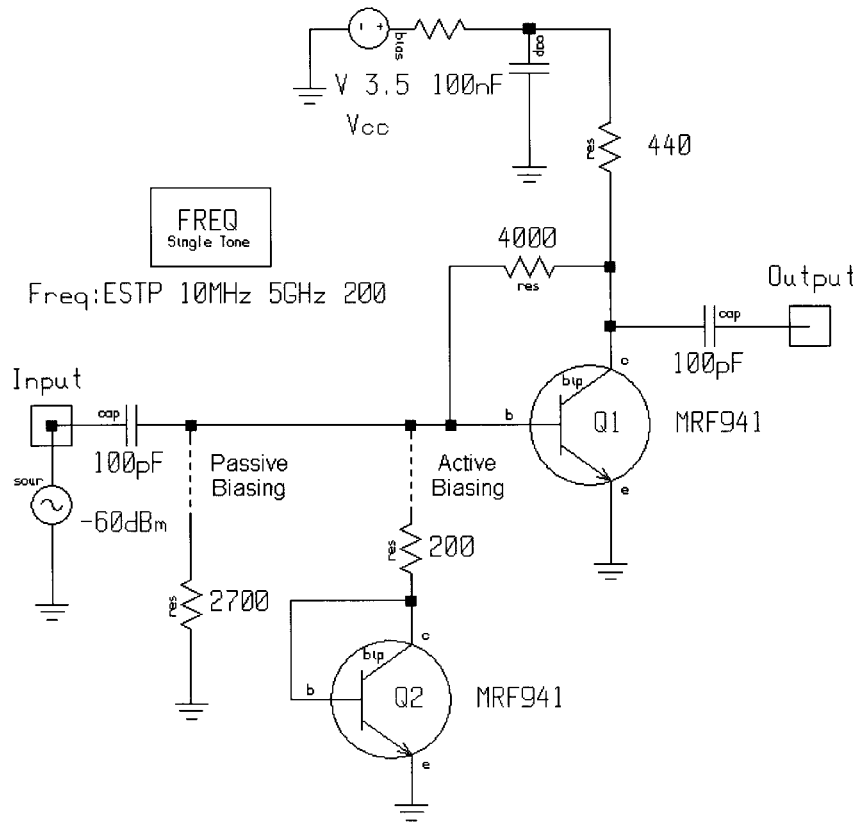 - +
bias
cap
V 3.5 100nF
Vcc
res
440
FREQ
Single Tone
4000
res
Freq:ESTP 10MHz 5GHz 200
Output
cap
100pF
c
bip
b
Q1
MRF941
e
Input
cap
100pF
Passive
Biasing
Active
Biasing
sour
-60dBm
res
200
res
2700
c
bip
b
Q2
MRF941
e